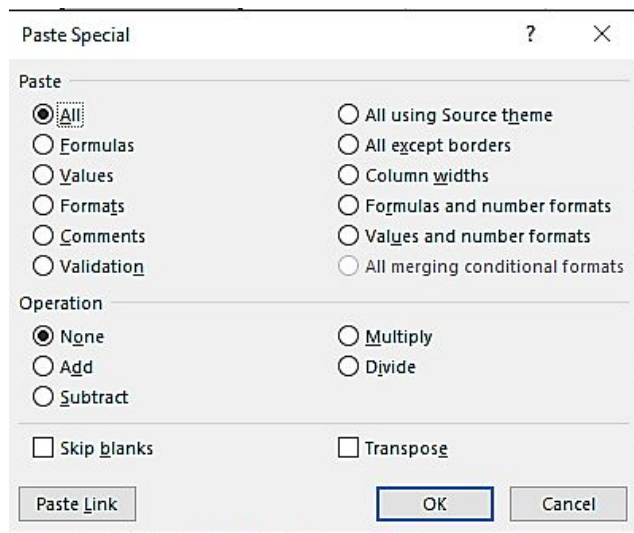 Paste Special ? ×
Paste
All
Formulas
Values
Formats
Comments
Validation
All using Source theme
All except borders
Column widths
Formulas and number formats
Values and number formats
All merging conditional formats
Operation
None
Add
Subtract
Multiply
Divide
Skip blanks
Transpose
Paste Link
OK
Cancel